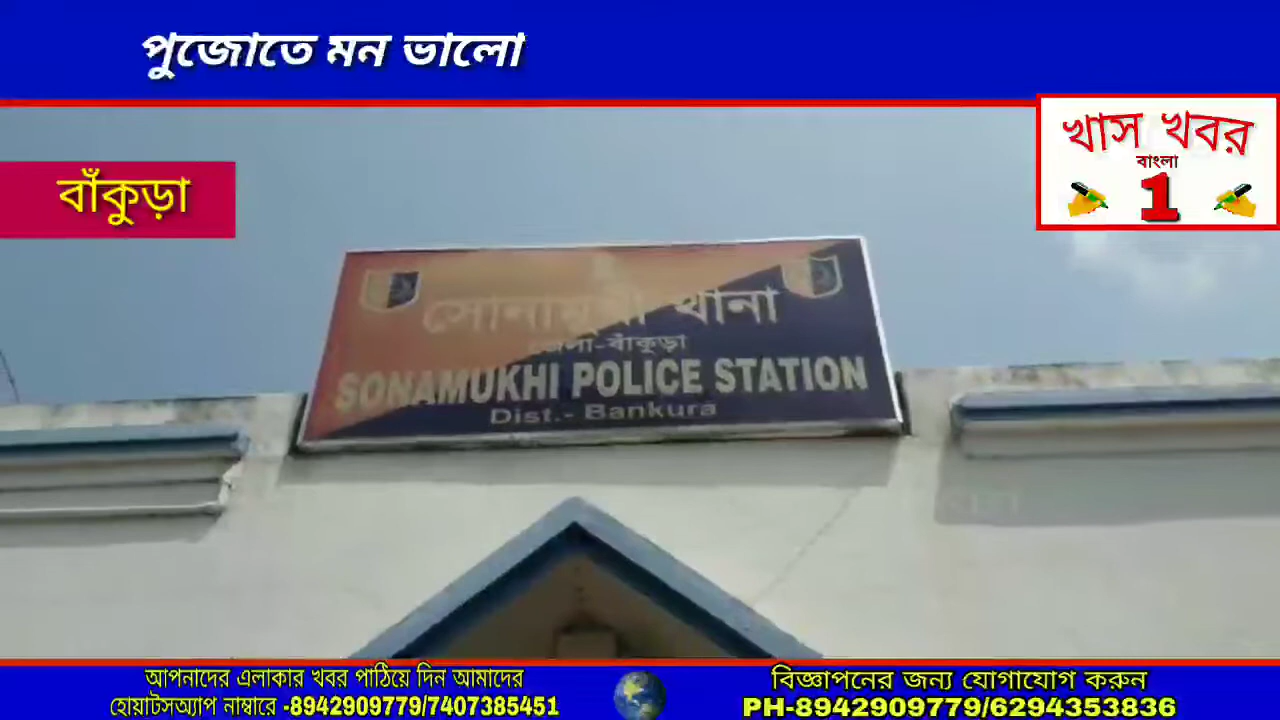 পুজোতে মন ভালো
খাস খবর
বাংলা
1
বাঁকুড়া
সোনামুখী থানা
জেলা-বাঁকুড়া
SONAMUKHI POLICE STATION
Dist.- Bankura
আপনাদের এলাকার খবর পাঠিয়ে দিন আমাদের
হোয়াটসঅ্যাপ নাম্বারে -8942909779/7407385451
বিজ্ঞাপনের জন্য যোগাযোগ করুন
PH-8942909779/6294353836